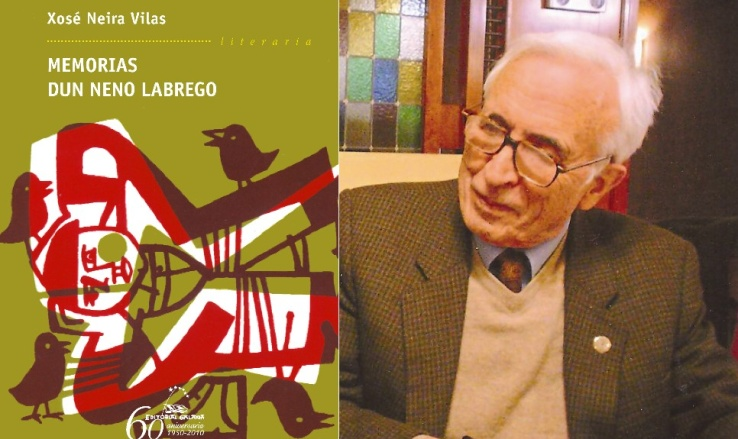 Xosé Neira Vilas
literaria
MEMORIAS
DUN NENO LABREGO
60
EDITORIAL GALAXIA
aniversario
1950-2010